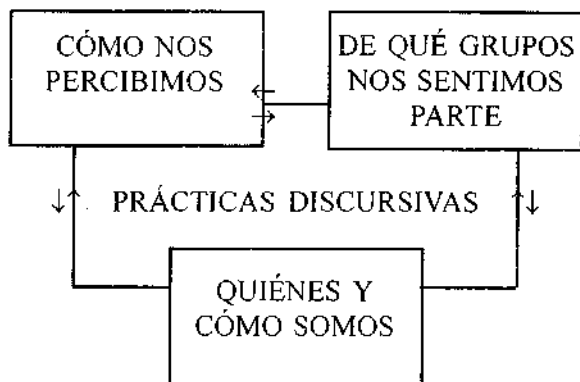 CÓMO NOS
PERCIBIMOS
DE QUÉ GRUPOS
NOS SENTIMOS
PARTE
PRÁCTICAS DISCURSIVAS
QUIÉNES Y
CÓMO SOMOS